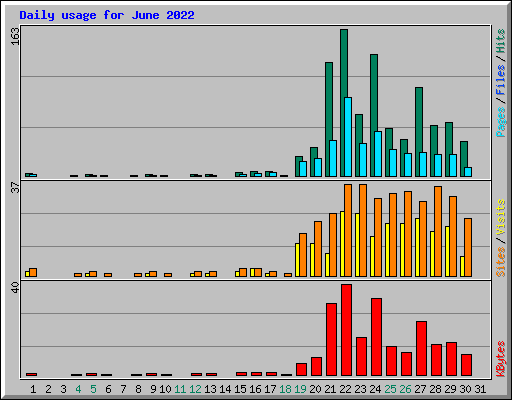 Daily usage for June 2022
163
Pages / Files / Hits
37
Sites / Visits
40
KBytes
1 2 3 4 5 6 7 8 9 10 11 12 13 14 15 16 17 18 19 20 21 22 23 24 25 26 27 28 29 30 31